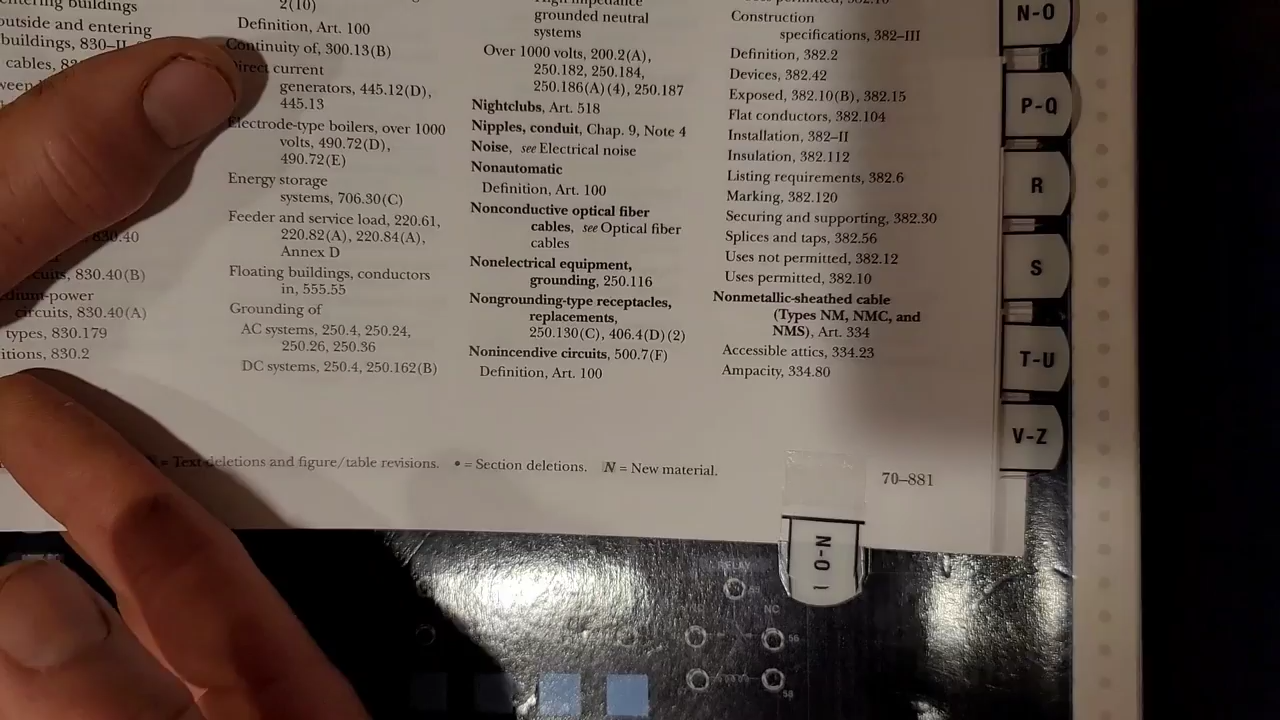 entering buildings
outside and entering
buildings, 830–II
cables,
830.40
circuits, 830.40(B)
medium-power
circuits, 830.40(A)
types, 830.179
830.2
2(10)
Definition, Art. 100
Continuity of, 300.13(B)
Direct current
generators, 445.12(D),
445.13
Electrode-type boilers, over 1000
volts, 490.72(D),
490.72(E)
Energy storage
systems, 706.30(C)
Feeder and service load, 220.61,
220.82(A), 220.84(A),
Annex D
Floating buildings, conductors
in, 555.55
Grounding of
AC systems, 250.4, 250.24,
250.26, 250.36
DC systems, 250.4, 250.162(B)
High-impedance
grounded neutral
systems
Over 1000 volts, 200.2(A),
250.182, 250.184,
250.186(A)(4), 250.187
Nightclubs, Art. 518
Nipples, conduit, Chap. 9, Note 4
Noise, see Electrical noise
Nonautomatic
Definition, Art. 100
Nonconductive optical fiber
cables, see Optical fiber
cables
Nonelectrical equipment,
grounding, 250.116
Nongrounding-type receptacles,
replacements,
250.130(C), 406.4(D)(2)
Nonincendive circuits, 500.7(F)
Definition, Art. 100
Construction
specifications, 382–III
Definition, 382.2
Devices, 382.42
Exposed, 382.10(B), 382.15
Flat conductors, 382.104
Installation, 382–II
Insulation, 382.112
Listing requirements, 382.6
Marking, 382.120
Securing and supporting, 382.30
Splices and taps, 382.56
Uses not permitted, 382.12
Uses permitted, 382.10
Nonmetallic-sheathed cable
(Types NM, NMC, and
NMS), Art. 334
Accessible attics, 334.23
Ampacity, 334.80
= Text deletions and figure/table revisions. • = Section deletions. N = New material.
70–881
N-O
P-Q
R
S
T-U
V-Z
N-O
RELAY
NC
56
58